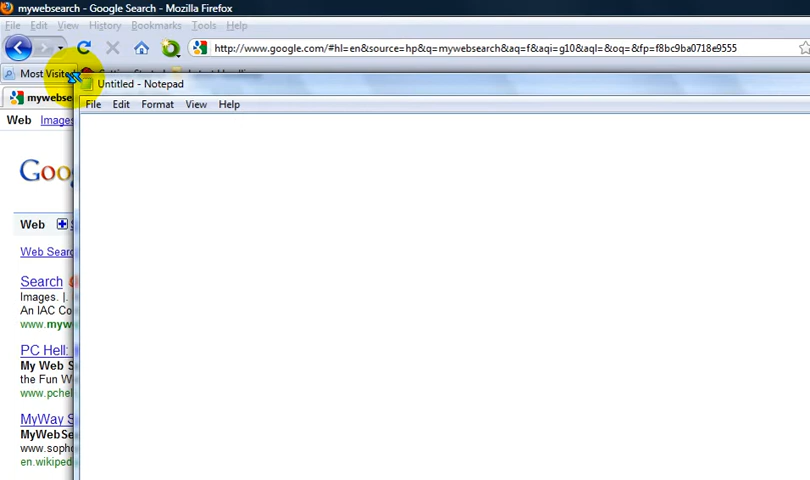 mywebsearch - Google Search - Mozilla Firefox
File Edit View History Bookmarks Tools Help
http://www.google.com/#hl=en&source=hp&q=mywebsearch&aq=f&aqi=g10&aql=&oq=&fp=f8bc9ba0718e9555
Most Visited
Untitled - Notepad
mywebse
File Edit Format View Help
Web Images
Goo
Web
Web Sear
Search
Images. |.
An IAC Co
www.myw
PC Hell:
My Web S
the Fun W
www.pchel
MyWay S
MyWebSe
www.sopho
en.wikiped